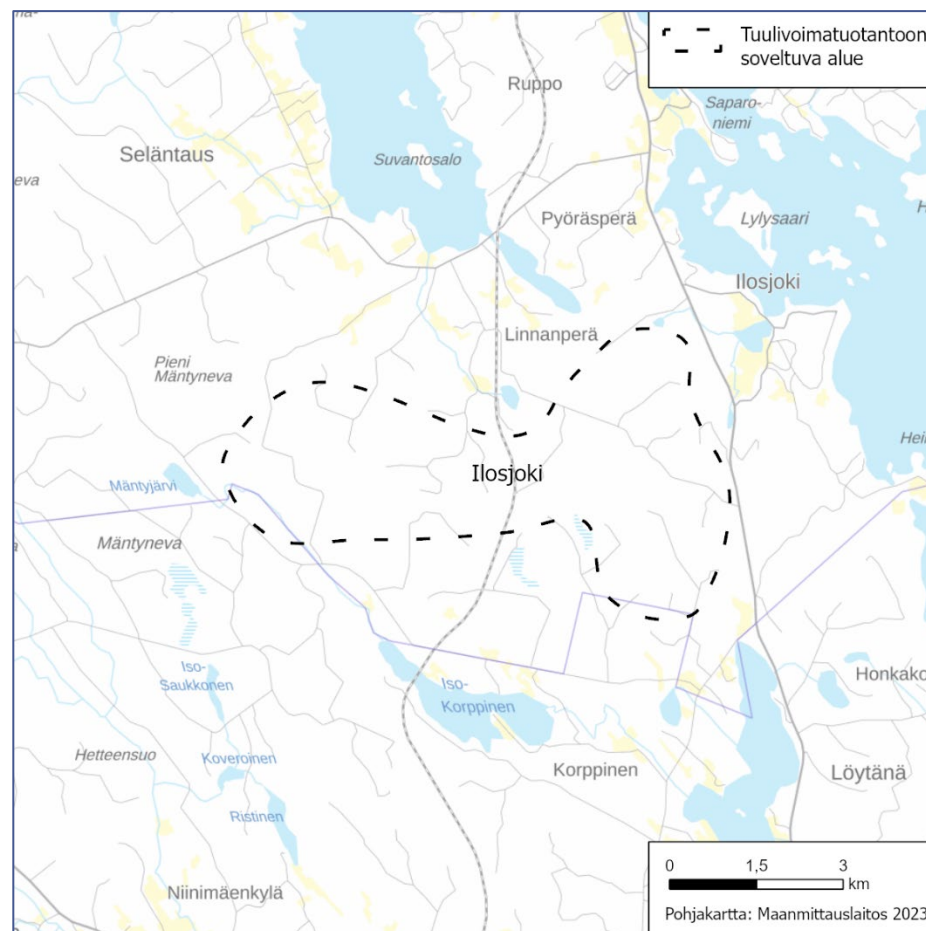 Tuulivoimatuotantoon
soveltuva alue
Ruppo
Saparo-
niemi
Seläntaus
Suvantosalo
neva
Pyöräsperä
Lylysaari
Ilosjoki
Linnanperä
Pieni
Mäntyneva
Ilosjoki
Mäntyjärvi
Mäntyneva
Iso-
Saukkonen
Iso-
Korppinen
Honkako
Hetteensuo
Koveroinen
Korppinen
Löytänä
Ristinen
Niinimäenkylä
0 1,5 3
km
Pohjakartta: Maanmittauslaitos 2023